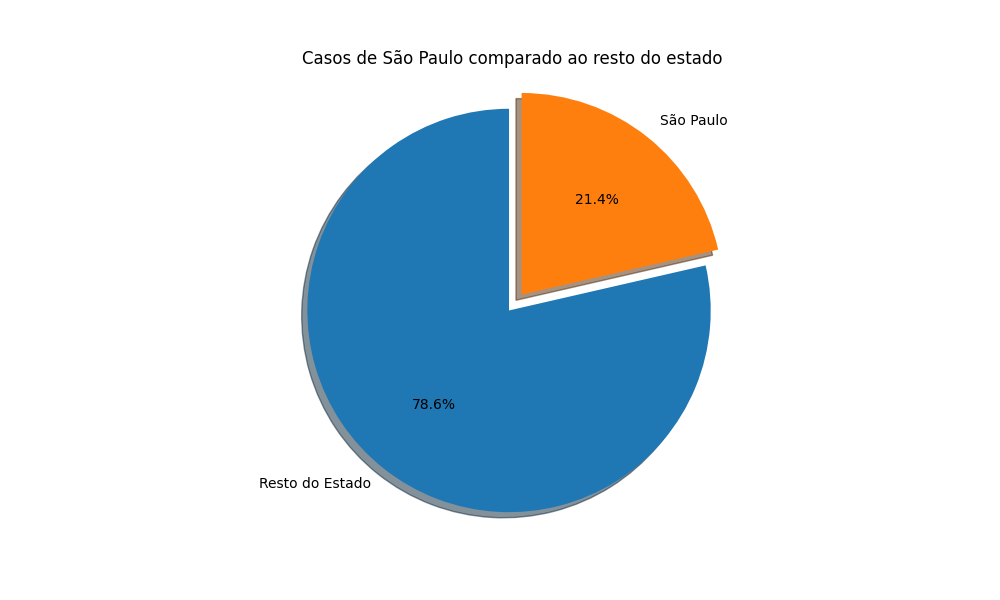 Casos de São Paulo comparado ao resto do estado
São Paulo
21.4%
78.6%
Resto do Estado